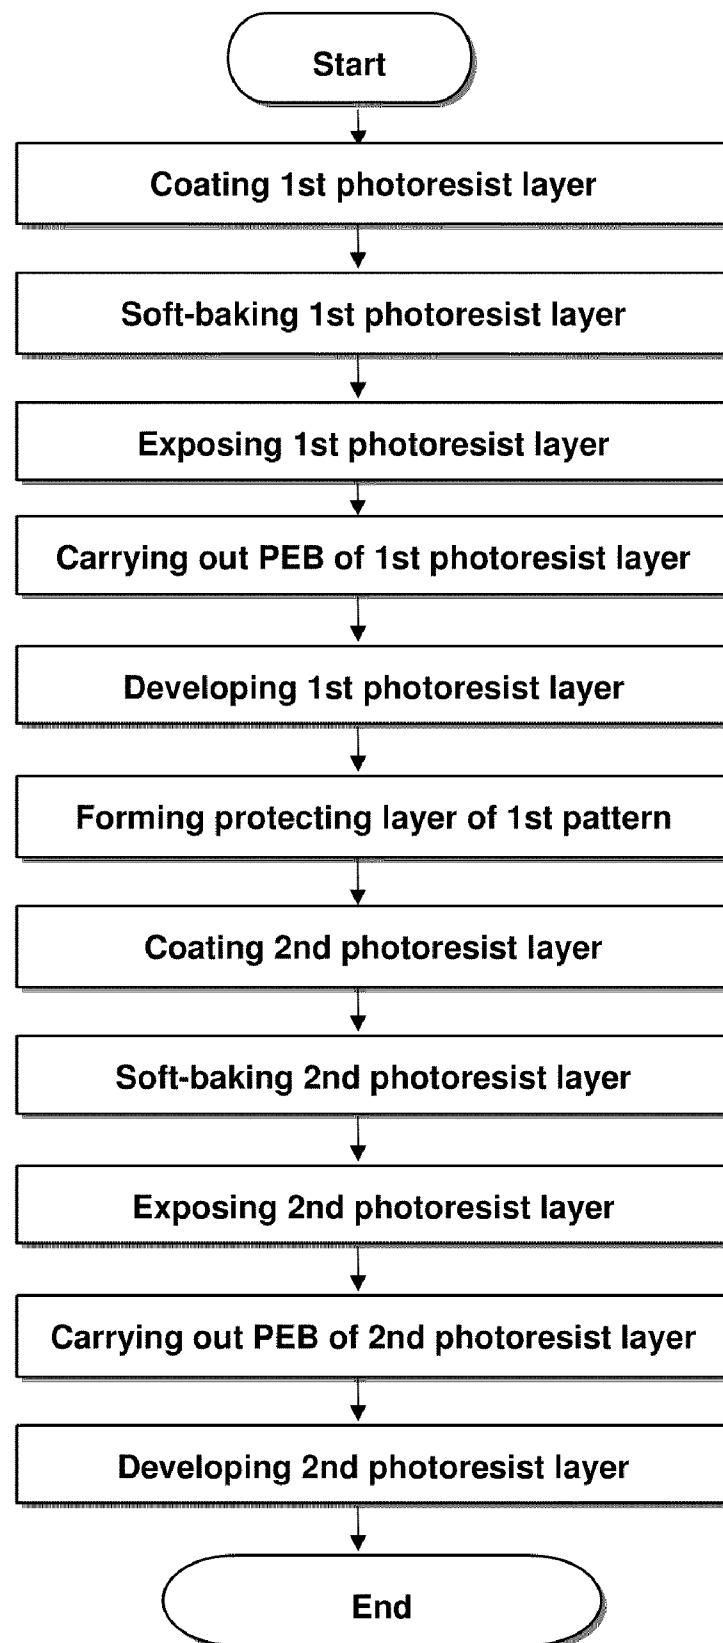 Start
Coating 1st photoresist layer
Soft-baking 1st photoresist layer
Exposing 1st photoresist layer
Carrying out PEB of 1st photoresist layer
Developing 1st photoresist layer
Forming protecting layer of 1st pattern
Coating 2nd photoresist layer
Soft-baking 2nd photoresist layer
Exposing 2nd photoresist layer
Carrying out PEB of 2nd photoresist layer
Developing 2nd photoresist layer
End